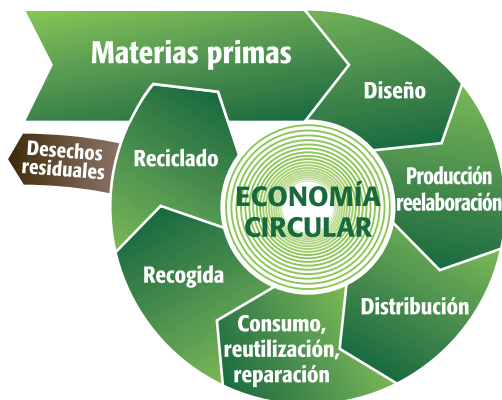 Materias primas
Diseño
Producción
reelaboración
Distribución
Consumo,
reutilización,
reparación
Recogida
Reciclado
Desechos
residuales
ECONOMÍA
CIRCULAR